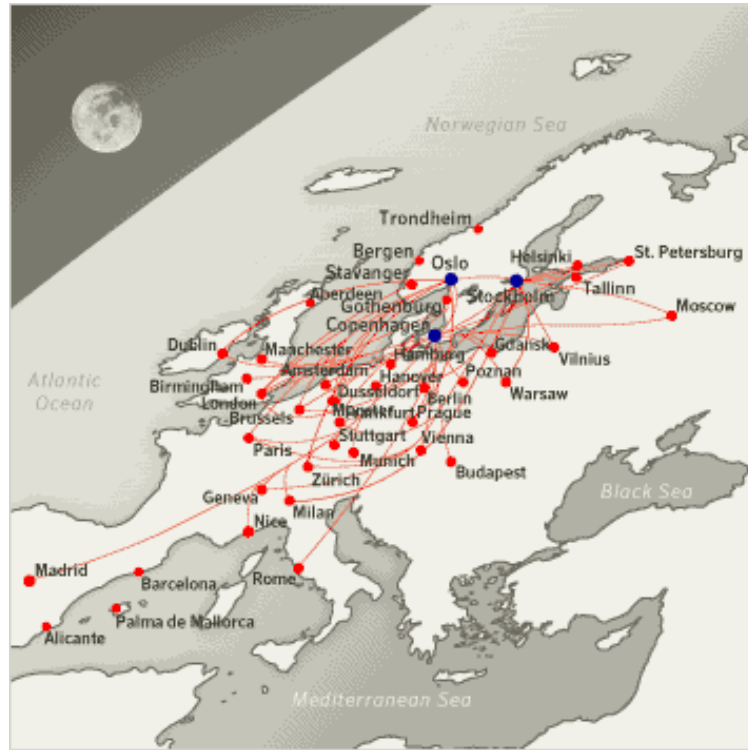 Norwegian Sea
Trondheim
Bergen
Oslo
Helsinki
St. Petersburg
Stavanger
Tallinn
Aberdeen
Gothenburg
Stockholm
Moscow
Copenhagen
Dublin
Manchester
Hamburg
Gdansk
Vilnius
Amsterdam
Hanover
Poznan
Birmingham
Dusseldorf
Berlin
Warsaw
London
Atlantic
Ocean
Brussels
Munster
Frankfurt
Prague
Paris
Stuttgart
Vienna
Munich
Zürich
Budapest
Geneva
Milan
Black Sea
Nice
Madrid
Barcelona
Rome
Palma de Mallorca
Alicante
Mediterranean Sea